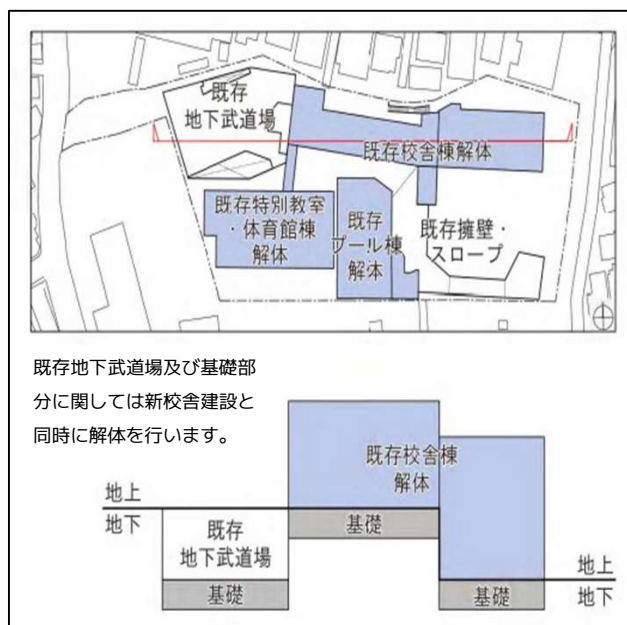 既存
地下武道場
既存校舎棟解体
既存特別教室
・体育館棟
解体
既存
プール棟
解体
既存擁壁・
スロープ
既存地下武道場及び基礎部
分に関しては新校舎建設と
同時に解体を行います。
既存校舎棟
解体
地上
地下
既存
地下武道場
基礎
基礎
地上
地下
基礎